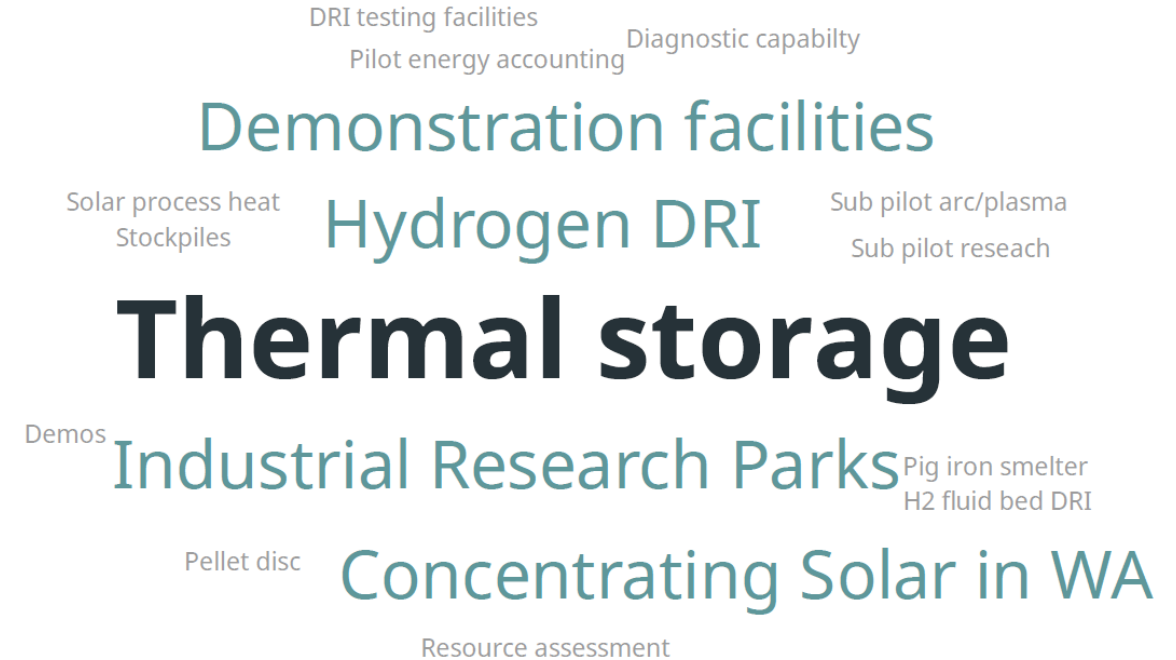 DRI testing facilities
Diagnostic capabilty
Pilot energy accounting
Demonstration facilities
Solar process heat
Hydrogen DRI
Sub pilot arc/plasma
Stockpiles
Sub pilot reseach
Thermal storage
Demos
Industrial Research Parks
Pig iron smelter
H2 fluid bed DRI
Pellet disc
Concentrating Solar in WA
Resource assessment